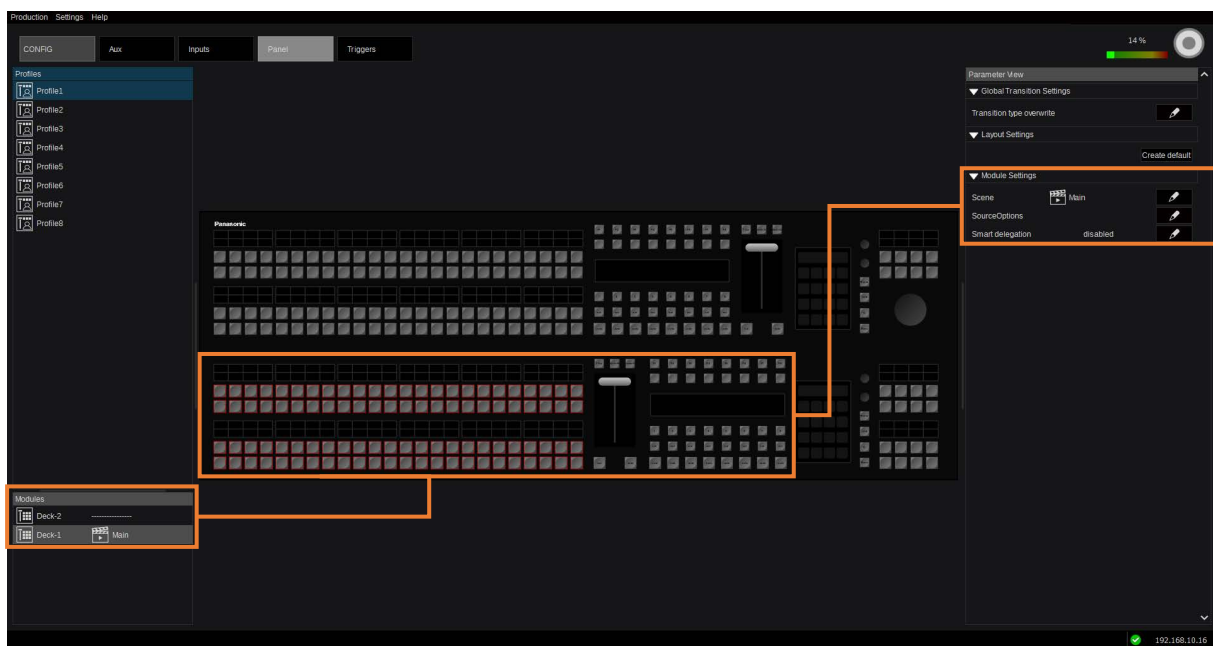 Production Settings Help
14 %
CONFIG Aux Inputs Panel Triggers
Profiles
Profile1
Profile2
Profile3
Profile4
Profile5
Profile6
Profile7
Profile8
Panasonic
Modules
Deck-2 ---------------
Deck-1 Main
Parameter View
Global Transition Settings
Transition type overwrite
Layout Settings
Create default
Module Settings
Scene Main
SourceOptions
Smart delegation disabled
192.168.10.16